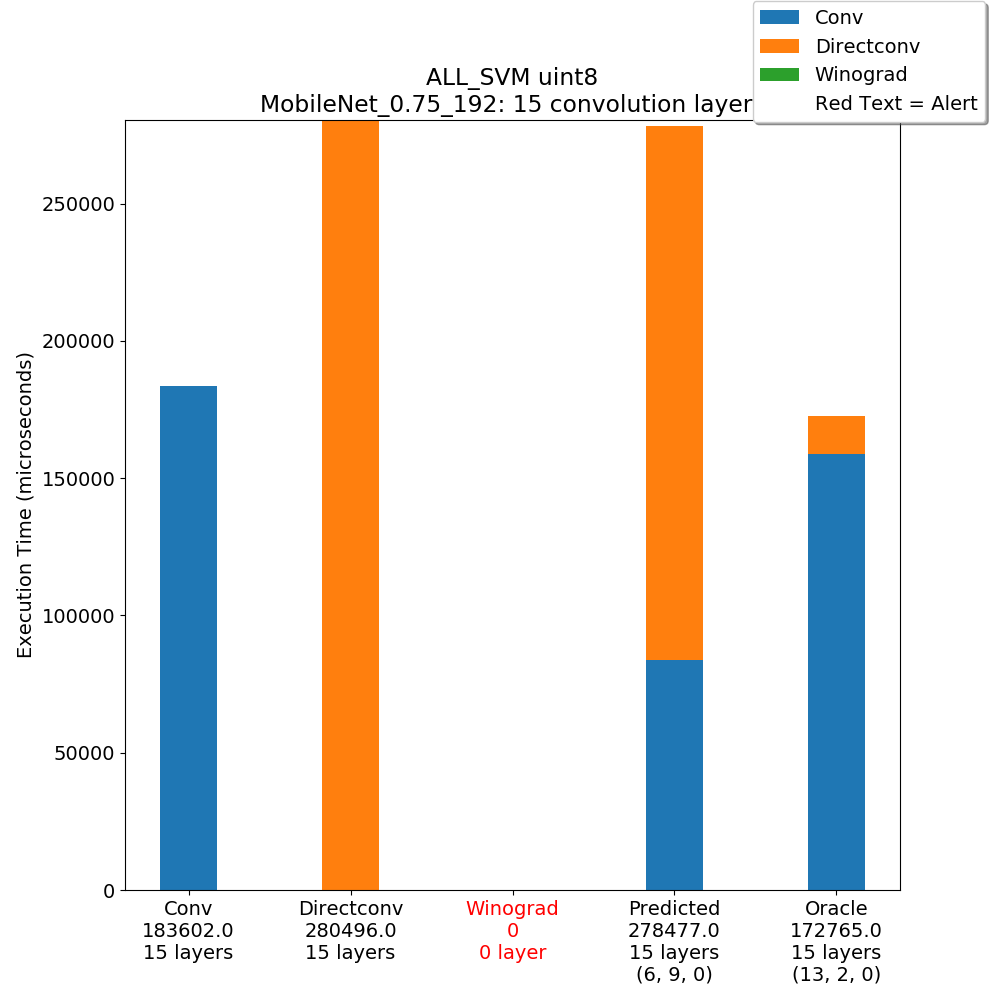 Conv
Directconv
Winograd
Red Text = Alert
ALL_SVM uint8
MobileNet_0.75_192: 15 convolution layer
Execution Time (microseconds)
250000
200000
150000
100000
50000
0
Conv
183602.0
15 layers
Directconv
280496.0
15 layers
Winograd
0
0 layer
Predicted
278477.0
15 layers
(6, 9, 0)
Oracle
172765.0
15 layers
(13, 2, 0)